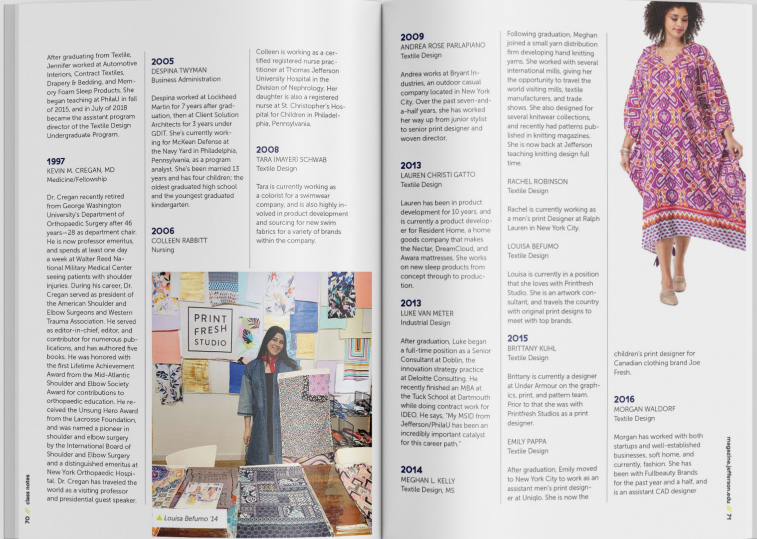 After graduating from Textile,
Jennifer worked at Automotive
Interiors, Contract Textiles,
Drapery & Bedding, and Mem-
ory Foam Sleep Products. She
began teaching at PhilaU in fall
of 2015, and in July of 2018
became the assistant program
director of the Textile Design
Undergraduate Program.
1997
KEVIN M. CREGAN, MD
Medicine/Fellowship
Dr. Cregan recently retired
from George Washington
University's Department of
Orthopaedic Surgery after 46
years—28 as department chair.
He is now professor emeritus,
and spends at least one day
a week at Walter Reed Na-
tional Military Medical Center
seeing patients with shoulder
injuries. During his career, Dr.
Cregan served as president of
the American Shoulder and
Elbow Surgeons and Western
Trauma Association. He served
as editor-in-chief, editor, and
contributor for numerous pub-
lications, and has authored five
books. He was honored with
the first Lifetime Achievement
Award from the Mid-Atlantic
Shoulder and Elbow Society
Award for contributions to
orthopaedic education. He re-
ceived the Unsung Hero Award
from the Lacrosse Foundation,
and was named a pioneer in
shoulder and elbow surgery
by the International Board of
Shoulder and Elbow Surgery
and a distinguished emeritus at
New York Orthopaedic Hospi-
tal. Dr. Cregan has traveled the
world as a visiting professor
and presidential guest speaker.
2005
DESPINA TWYMAN
Business Administration
Despina worked at Lockheed
Martin for 7 years after grad-
uation, then at Client Solution
Architects for 3 years under
GDIT. She's currently work-
ing for McKean Defense at
the Navy Yard in Philadelphia,
Pennsylvania, as a program
analyst. She's been married 13
years and has four children; the
oldest graduated high school
and the youngest graduated
kindergarten.
2006
COLLEEN RABBITT
Nursing
Colleen is working as a cer-
tified registered nurse prac-
titioner at Thomas Jefferson
University Hospital in the
Division of Nephrology. Her
daughter is also a registered
nurse at St. Christopher's Hos-
pital for Children in Philadel-
phia, Pennsylvania.
2008
TARA (MAYER) SCHWAB
Textile Design
Tara is currently working as
a colorist for a swimwear
company, and is also highly in-
volved in product development
and sourcing for new swim
fabrics for a variety of brands
within the company.
PRINT
FRESH
STUDIO
Louisa Befumo '14
70 // class notes
2009
ANDREA ROSE PARLAPIANO
Textile Design
Andrea works at Bryant In-
dustries, an outdoor casual
company located in New York
City. Over the past seven-and-
a-half years, she has worked
her way up from junior stylist
to senior print designer and
woven director.
2013
LAUREN CHRISTI GATTO
Textile Design
Lauren has been in product
development for 10 years, and
is currently a product develop-
er for Resident Home, a home
goods company that makes
the Nectar, DreamCloud, and
Awara mattresses. She works
on new sleep products from
concept through to produc-
tion.
2013
LUKE VAN METER
Industrial Design
After graduation, Luke began
a full-time position as a Senior
Consultant at Doblin, the
innovation strategy practice
at Deloitte Consulting. He
recently finished an MBA at
the Tuck School at Dartmouth
while doing contract work for
IDEO. He says, "My MSID from
Jefferson/PhilaU has been an
incredibly important catalyst
for this career path."
2014
MEGHAN L. KELLY
Textile Design, MS
Following graduation, Meghan
joined a small yarn distribution
firm developing hand knitting
yarns. She worked with several
international mills, giving her
the opportunity to travel the
world visiting mills, textile
manufacturers, and trade
shows. She also designed for
several knitwear collections,
and recently had patterns pub-
lished in knitting magazines.
She is now back at Jefferson
teaching knitting design full
time.
RACHEL ROBINSON
Textile Design
Rachel is currently working as
a men's print Designer at Ralph
Lauren in New York City.
LOUISA BEFUMO
Textile Design
Louisa is currently in a position
that she loves with Printfresh
Studio. She is an artwork con-
sultant, and travels the country
with original print designs to
meet with top brands.
2015
BRITTANY KUHL
Textile Design
Brittany is currently a designer
at Under Armour on the graph-
ics, print, and pattern team.
Prior to that she was with
Printfresh Studios as a print
designer.
EMILY PAPPA
Textile Design
After graduation, Emily moved
to New York City to work as an
assistant men's print design-
er at Uniqlo. She is now the
children's print designer for
Canadian clothing brand Joe
Fresh.
2016
MORGAN WALDORF
Textile Design
Morgan has worked with both
startups and well-established
businesses, soft home, and
currently, fashion. She has
been with Fullbeauty Brands
for the past year and a half, and
is an assistant CAD designer
magazine.jefferson.edu // 71